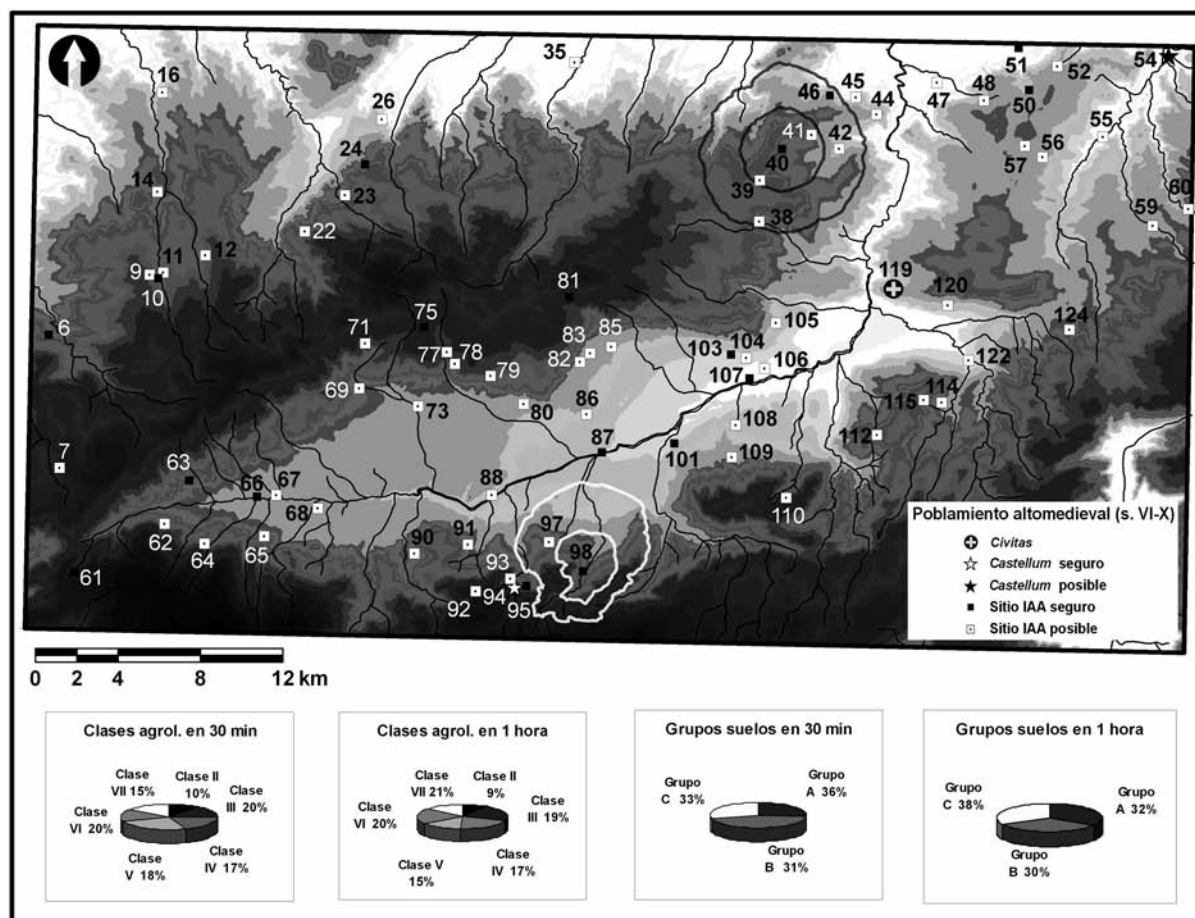 35
16
26
24
14
23
22
12
11
9
10
6
7
46
45
44
41
42
40
39
38
47
48
51
50
52
54
55
56
57
59
60
119
120
124
122
114
115
112
110
81
75
71
77
78
79
83
82
85
69
73
80
86
87
88
105
104
103
106
107
108
109
101
63
66
67
68
62
64
65
61
90
91
92
93
94
95
97
98
Poblamiento altomedieval (s. VI-X)
Civitas
Castellum seguro
Castellum posible
Sitio IAA seguro
Sitio IAA posible
0 2 4 8 12 km
Clases agrol. en 30 min
Clase
VII 15%
Clase II
10%
Clase
III 20%
Clase
VI 20%
Clase
V 18%
Clase
IV 17%
Clases agrol. en 1 hora
Clase
VII 21%
Clase II
9%
Clase
III 19%
Clase
VI 20%
Clase V
15%
Clase
IV 17%
Grupos suelos en 30 min
Grupo
C 33%
Grupo
A 36%
Grupo
B 31%
Grupos suelos en 1 hora
Grupo
C 38%
Grupo
A 32%
Grupo
B 30%